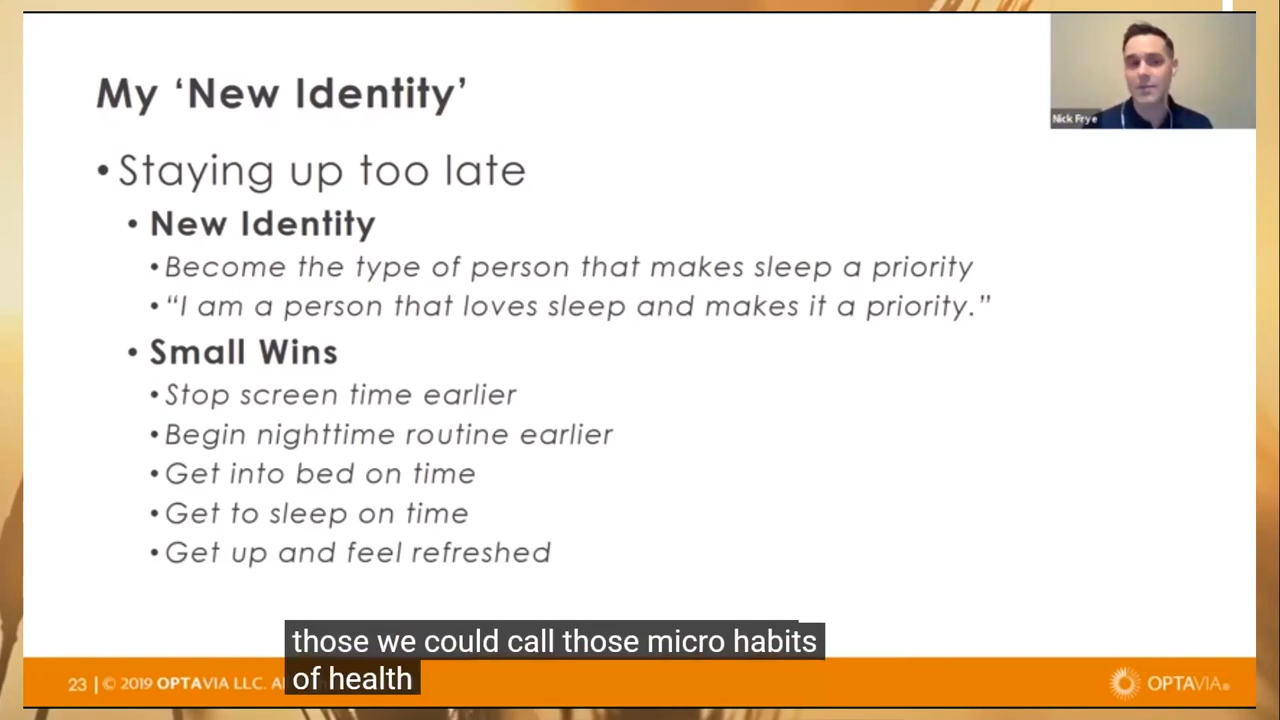 My ‘New Identity’
Nick Frye
• Staying up too late
• New Identity
• Become the type of person that makes sleep a priority
• “I am a person that loves sleep and makes it a priority.”
• Small Wins
• Stop screen time earlier
• Begin nighttime routine earlier
• Get into bed on time
• Get to sleep on time
• Get up and feel refreshed
those we could call those micro habits
of health
23 | © 2019 OPTAVIA LLC.
OPTAVIA®